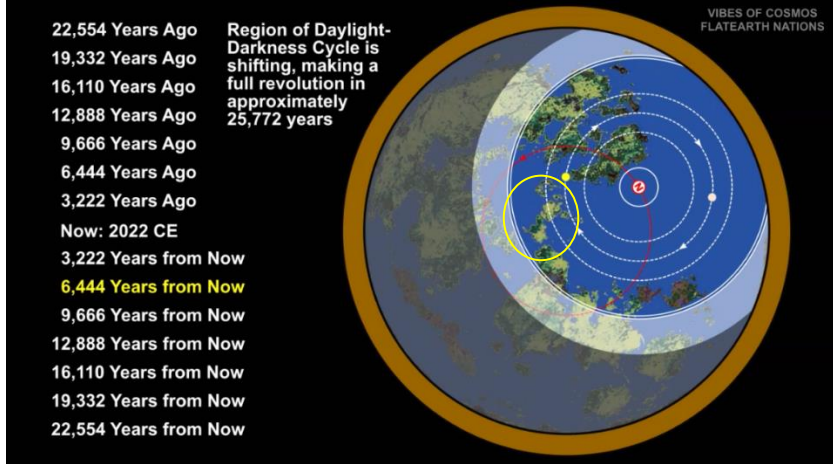 VIBES OF COSMOS
FLATEARTH NATIONS
22,554 Years Ago
19,332 Years Ago
16,110 Years Ago
12,888 Years Ago
9,666 Years Ago
6,444 Years Ago
3,222 Years Ago
Now: 2022 CE
3,222 Years from Now
6,444 Years from Now
9,666 Years from Now
12,888 Years from Now
16,110 Years from Now
19,332 Years from Now
22,554 Years from Now
Region of Daylight-
Darkness Cycle is
shifting, making a
full revolution in
approximately
25,772 years
N